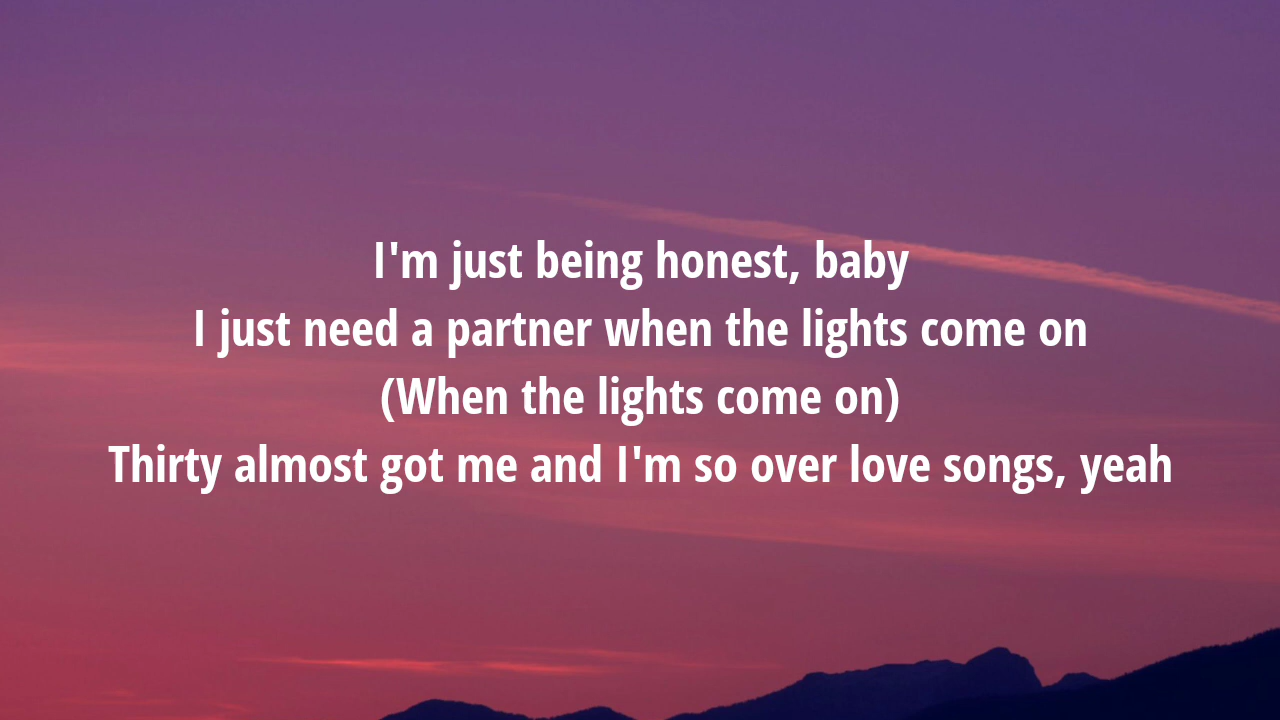 I'm just being honest, baby
I just need a partner when the lights come on
(When the lights come on)
Thirty almost got me and I'm so over love songs, yeah